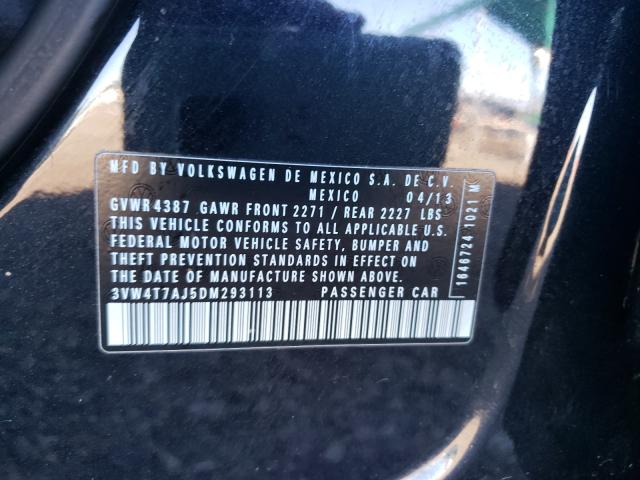 MFD BY VOLKSWAGEN DE MEXICO S.A. DE C.V.
MEXICO 04/13
GVWR 4387 GAWR FRONT 2271 / REAR 2227 LBS
THIS VEHICLE CONFORMS TO ALL APPLICABLE U.S.
FEDERAL MOTOR VEHICLE SAFETY, BUMPER AND
THEFT PREVENTION STANDARDS IN EFFECT ON
THE DATE OF MANUFACTURE SHOWN ABOVE.
3VW4T7AJ5DM293113 PASSENGER CAR
1646724 1021 M